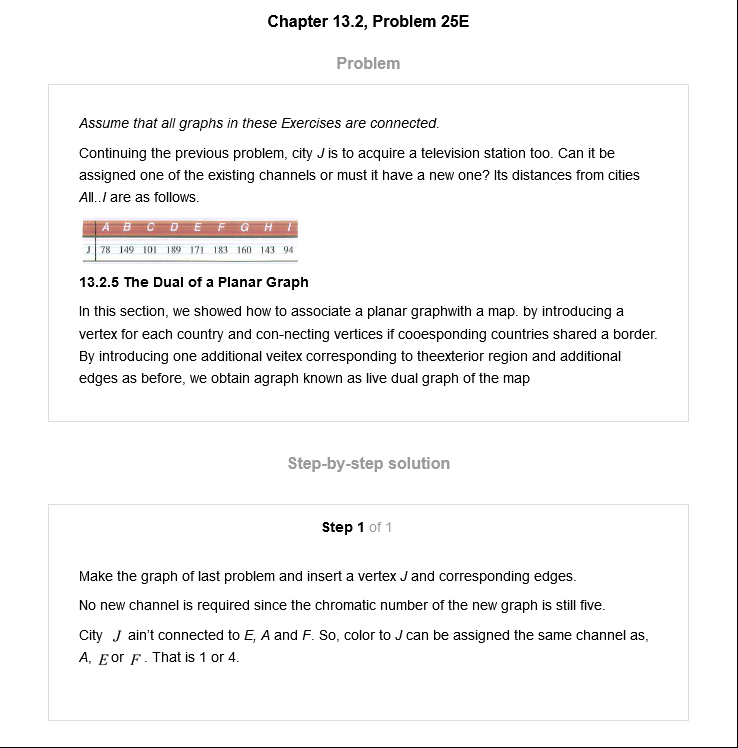 Chapter 13.2, Problem 25E
Problem
Assume that all graphs in these Exercises are connected.
Continuing the previous problem, city J is to acquire a television station too. Can it be
assigned one of the existing channels or must it have a new one? Its distances from cities
All..I are as follows.
A B C D E F G H I
J 78 149 101 189 171 183 160 143 94
13.2.5 The Dual of a Planar Graph
In this section, we showed how to associate a planar graphwith a map. by introducing a
vertex for each country and con-necting vertices if cooesponding countries shared a border.
By introducing one additional veitex corresponding to theexterior region and additional
edges as before, we obtain agraph known as live dual graph of the map
Step-by-step solution
Step 1 of 1
Make the graph of last problem and insert a vertex J and corresponding edges.
No new channel is required since the chromatic number of the new graph is still five.
City J ain't connected to E, A and F. So, color to J can be assigned the same channel as,
A, E or F. That is 1 or 4.